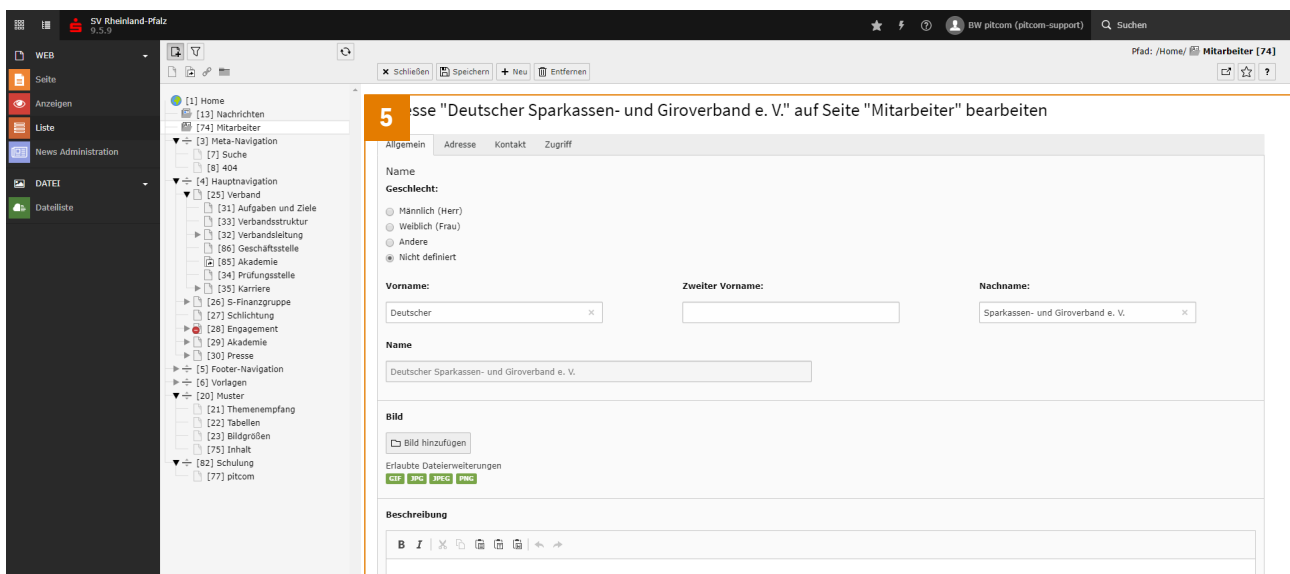 SV Rheinland-Pfalz
9.5.9
BW pitcom (pitcom-support)
Suchen
WEB
Seite
Anzeigen
Liste
News Administration
DATEI
Dateiliste
[1] Home
[13] Nachrichten
[74] Mitarbeiter
[3] Meta-Navigation
[7] Suche
[8] 404
[4] Hauptnavigation
[25] Verband
[31] Aufgaben und Ziele
[33] Verbandsstruktur
[32] Verbandsleitung
[86] Geschäftsstelle
[85] Akademie
[34] Prüfungsstelle
[35] Karriere
[26] S-Finanzgruppe
[27] Schlichtung
[28] Engagement
[29] Akademie
[30] Presse
[5] Footer-Navigation
[6] Vorlagen
[20] Muster
[21] Themenempfang
[22] Tabellen
[23] Bildgrößen
[75] Inhalt
[82] Schulung
[77] pitcom
Pfad: /Home/ Mitarbeiter [74]
Schließen Speichern Neu Entfernen
5
esse "Deutscher Sparkassen- und Giroverband e. V." auf Seite "Mitarbeiter" bearbeiten
Allgemein Adresse Kontakt Zugriff
Name
Geschlecht:
Männlich (Herr)
Weiblich (Frau)
Andere
Nicht definiert
Vorname: Zweiter Vorname: Nachname:
Deutscher Sparkassen- und Giroverband e. V.
Name
Deutscher Sparkassen- und Giroverband e. V.
Bild
Bild hinzufügen
Erlaubte Dateierweiterungen
GIF JPG JPEG PNG
Beschreibung
B I